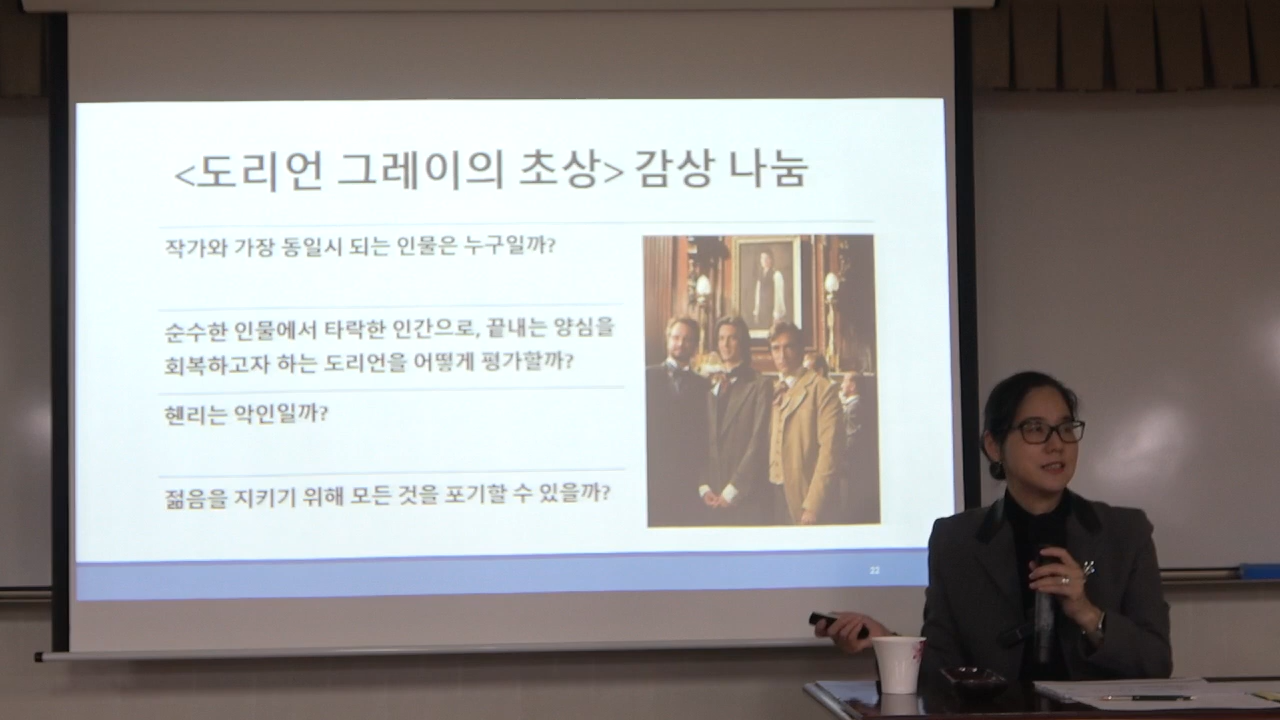 <도리언 그레이의 초상> 감상 나눔
작가와 가장 동일시 되는 인물은 누구일까?
순수한 인물에서 타락한 인간으로, 끝내는 양심을
회복하고자 하는 도리언을 어떻게 평가할까?
헨리는 악인일까?
젊음을 지키기 위해 모든 것을 포기할 수 있을까?
22